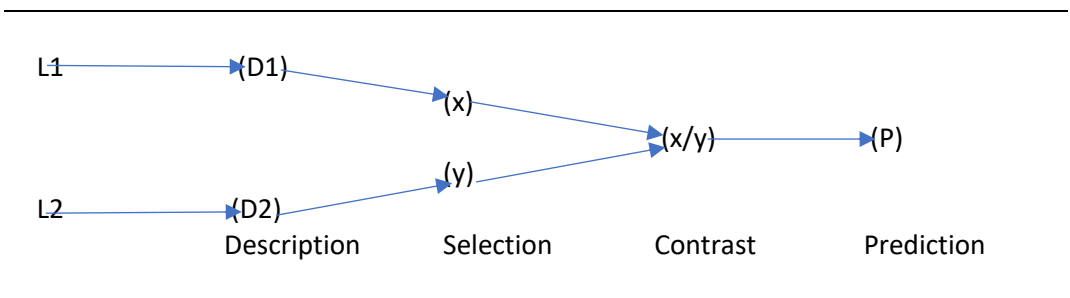 L1 (D1)
(x)
(x/y) (P)
(y)
L2 (D2)
Description Selection Contrast Prediction